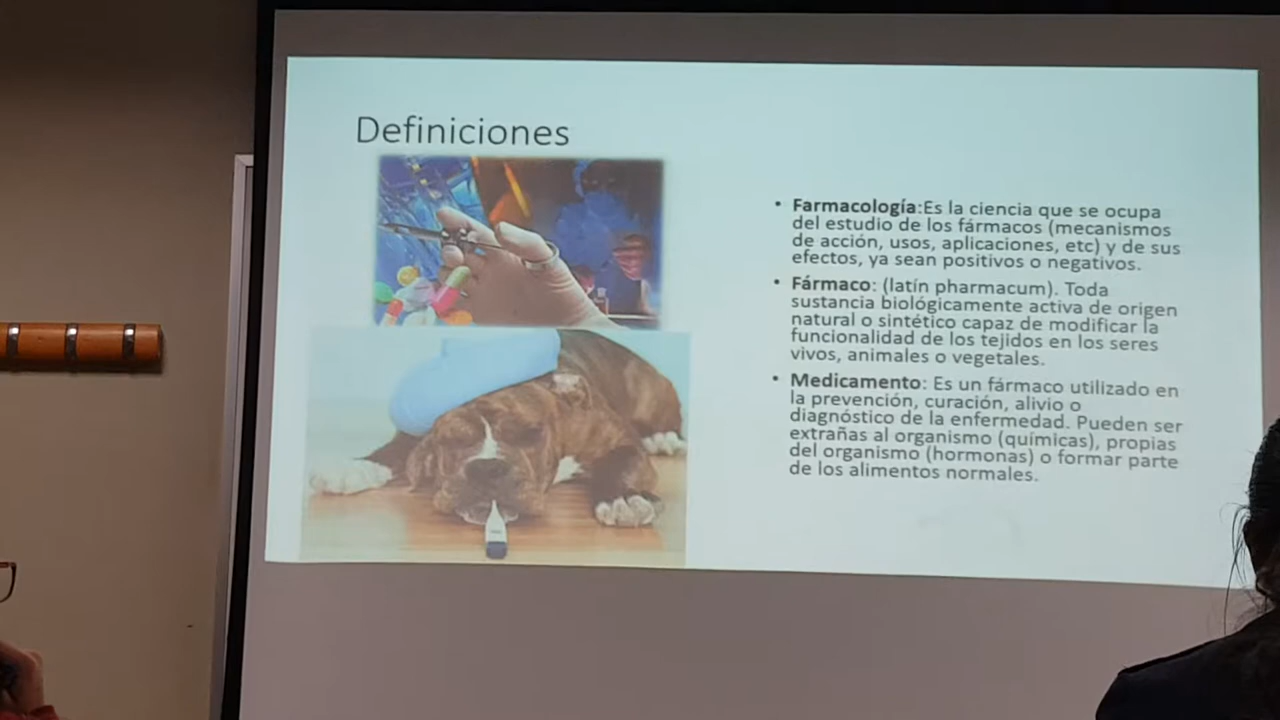 Definiciones
• Farmacología:Es la ciencia que se ocupa
del estudio de los fármacos (mecanismos
de acción, usos, aplicaciones, etc) y de sus
efectos, ya sean positivos o negativos.
• Fármaco: (latín pharmacum). Toda
sustancia biológicamente activa de origen
natural o sintético capaz de modificar la
funcionalidad de los tejidos en los seres
vivos, animales o vegetales.
• Medicamento: Es un fármaco utilizado en
la prevención, curación, alivio o
diagnóstico de la enfermedad. Pueden ser
extrañas al organismo (químicas), propias
del organismo (hormonas) o formar parte
de los alimentos normales.